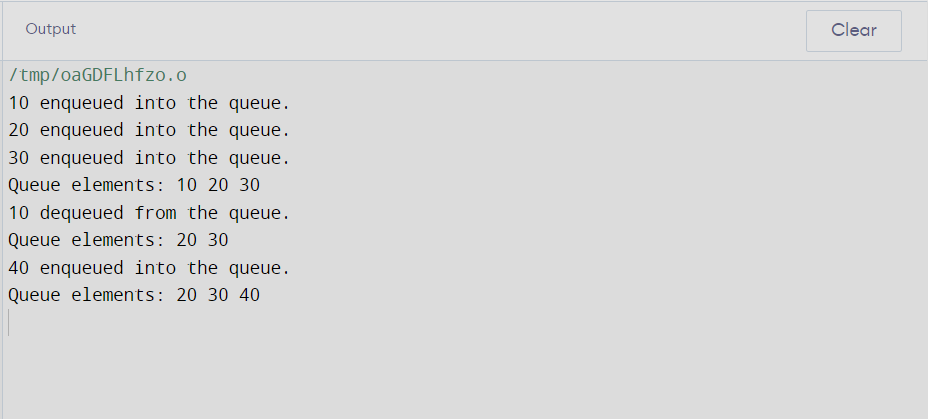 Output
Clear
/tmp/oaGDFLhfzo.o
10 enqueued into the queue.
20 enqueued into the queue.
30 enqueued into the queue.
Queue elements: 10 20 30
10 dequeued from the queue.
Queue elements: 20 30
40 enqueued into the queue.
Queue elements: 20 30 40